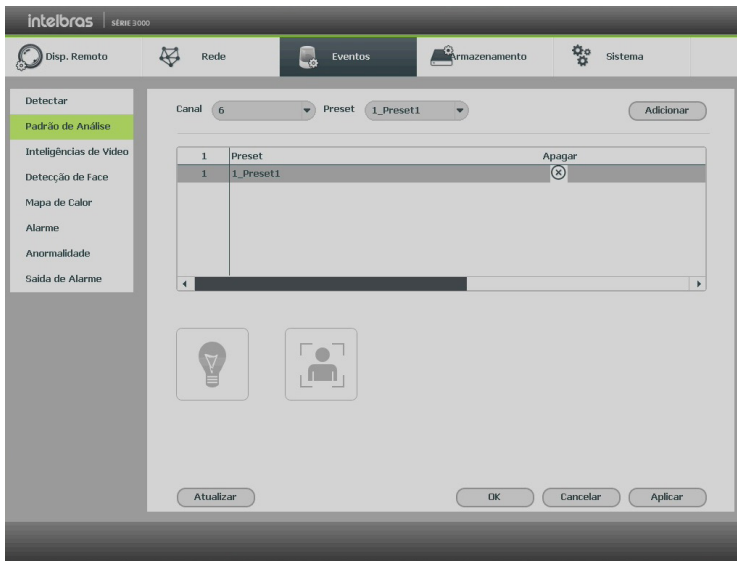 intelbras | SÉRIE 3000
Disp. Remoto Rede Eventos Armazenamento Sistema
Detectar
Padrão de Análise
Inteligências de Vídeo
Detecção de Face
Mapa de Calor
Alarme
Anormalidade
Saída de Alarme
Canal 6 Preset 1_Preset1 Adicionar
1 Preset Apagar
1 1_Preset1
Atualizar OK Cancelar Aplicar